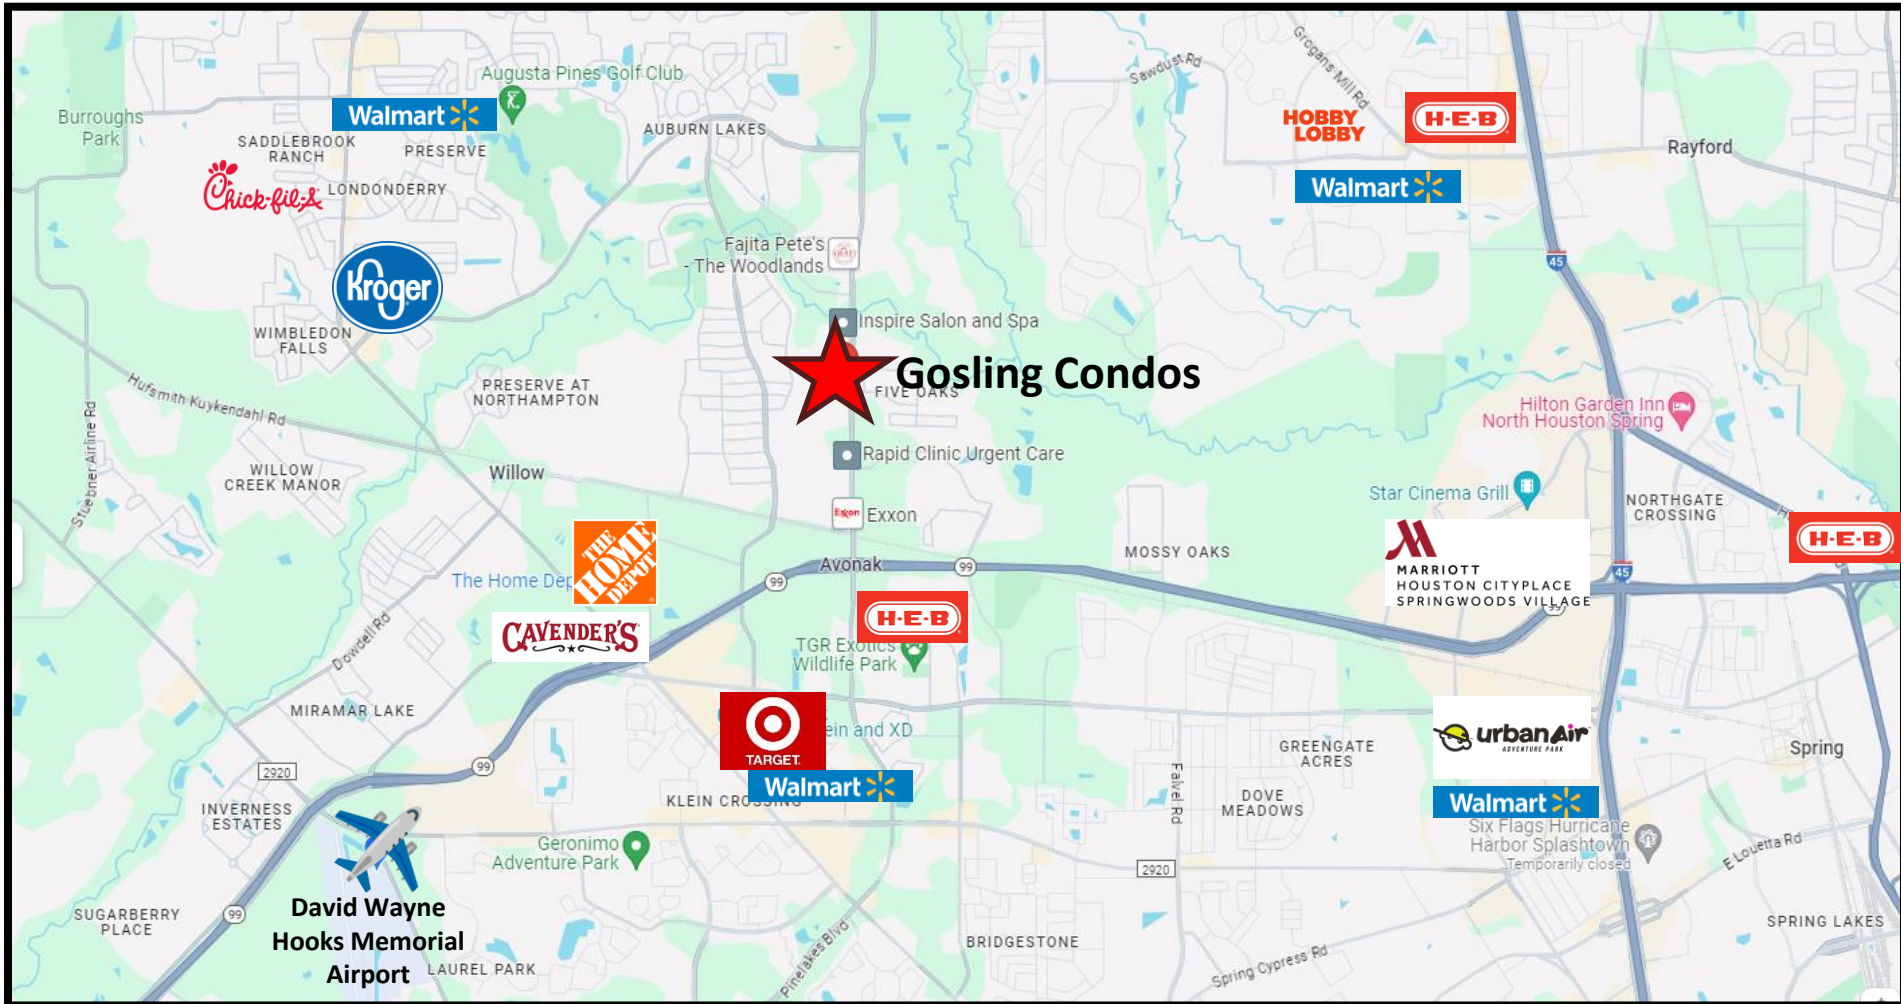 Burroughs
Park
Walmart
Augusta Pines Golf Club
SADDLEBROOK
RANCH
PRESERVE
AUBURN LAKES
Chick-fil-A
LONDONDERRY
Sawdust Rd
Grogans Mill Rd
HOBBY
LOBBY
H-E-B
Walmart
Rayford
45
Kroger
WIMBLEDON
FALLS
Fajita Pete's
- The Woodlands
Inspire Salon and Spa
Gosling Condos
FIVE OAKS
Hufsmith Kuykendahl Rd
Stuebner Airline Rd
PRESERVE AT
NORTHAMPTON
WILLOW
CREEK MANOR
Willow
Rapid Clinic Urgent Care
Exxon
Exxon
Hilton Garden Inn
North Houston Spring
Star Cinema Grill
NORTHGATE
CROSSING
H-E-B
MARRIOTT
HOUSTON CITYPLACE
SPRINGWOODS VILLAGE
45
99
The Home Dep
THE
HOME
DEPOT
CAVENDER'S
Dowdell Rd
99
Avonak
99
MOSSY OAKS
H-E-B
TGR Exotics
Wildlife Park
MIRAMAR LAKE
TARGET
ein and XD
Walmart
KLEIN CROSSING
99
2920
INVERNESS
ESTATES
Geronimo
Adventure Park
GREENGATE
ACRES
DOVE
MEADOWS
Falvel Rd
2920
urbanAir
ADVENTURE PARK
Walmart
Six Flags Hurricane
Harbor Splashtown
Temporarily closed
Spring
E Louetta Rd
SPRING LAKES
SUGARBERRY
PLACE
99
David Wayne
Hooks Memorial
Airport
LAUREL PARK
Pinelakes Blvd
BRIDGESTONE
Spring Cypress Rd